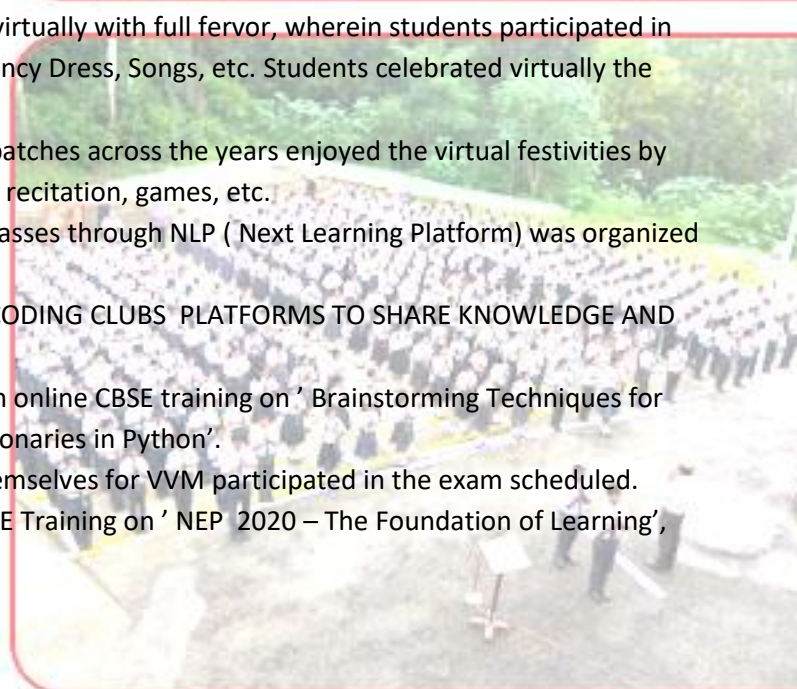 virtually with full fervor, wherein students participated in
ncy Dress, Songs, etc. Students celebrated virtually the
batches across the years enjoyed the virtual festivities by
recitation, games, etc.
asses through NLP ( Next Learning Platform) was organized
CODING CLUBS PLATFORMS TO SHARE KNOWLEDGE AND
n online CBSE training on ’ Brainstorming Techniques for
onaries in Python’.
emselves for VVM participated in the exam scheduled.
E Training on ’ NEP 2020 – The Foundation of Learning’,